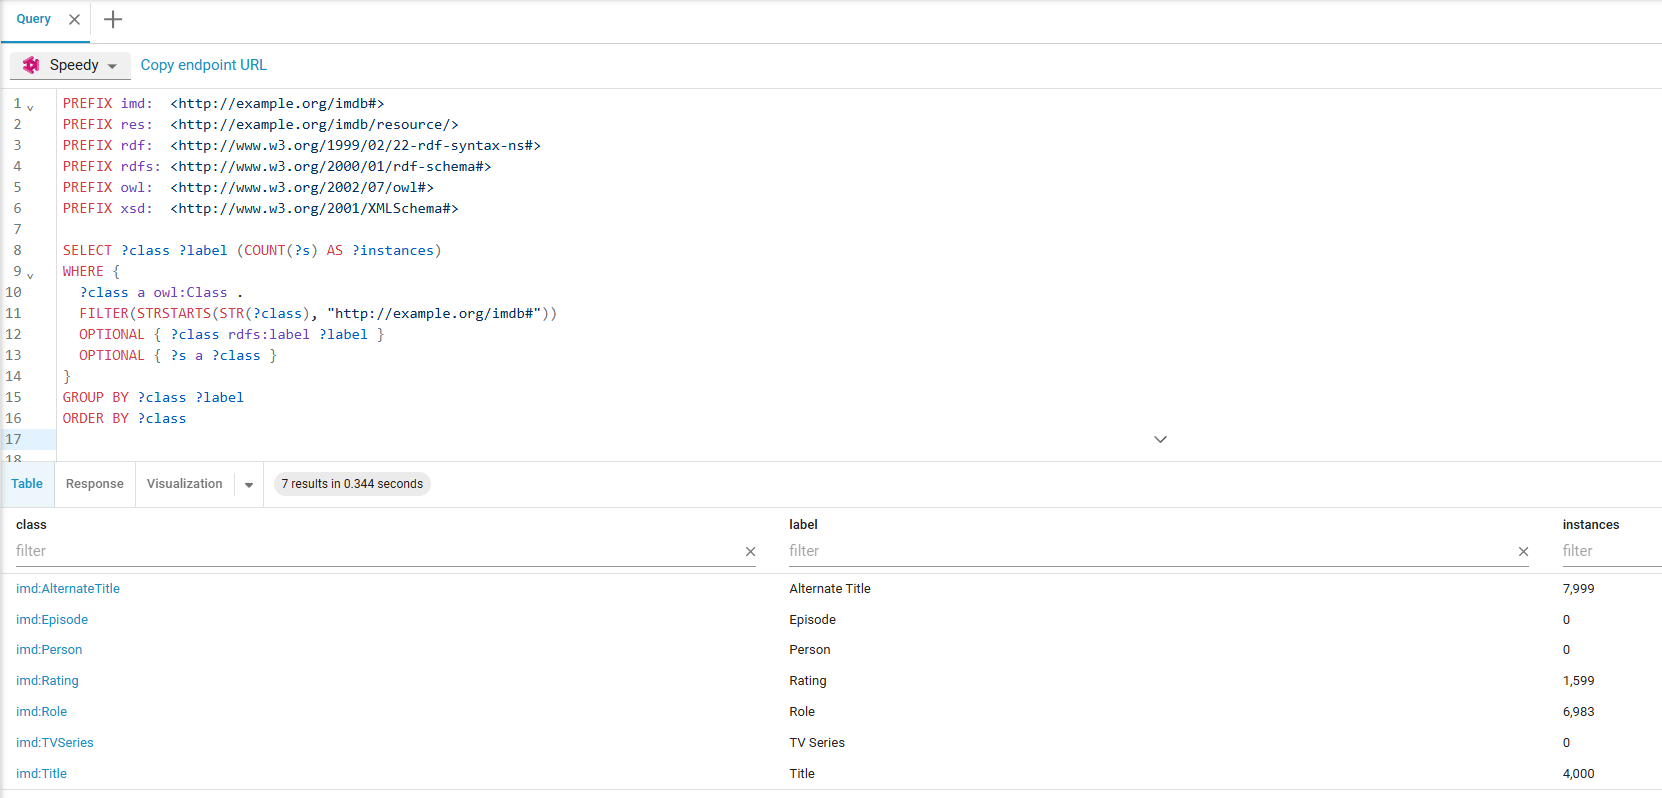 Query
Speedy Copy endpoint URL
1 PREFIX imd:  <http://example.org/imdb#>
2 PREFIX res:  <http://example.org/imdb/resource/>
3 PREFIX rdf:  <http://www.w3.org/1999/02/22-rdf-syntax-ns#>
4 PREFIX rdfs: <http://www.w3.org/2000/01/rdf-schema#>
5 PREFIX owl:  <http://www.w3.org/2002/07/owl#>
6 PREFIX xsd:  <http://www.w3.org/2001/XMLSchema#>
7
8 SELECT ?class ?label (COUNT(?s) AS ?instances)
9 WHERE {
10   ?class a owl:Class .
11   FILTER(STRSTARTS(STR(?class), "http://example.org/imdb#"))
12   OPTIONAL { ?class rdfs:label ?label }
13   OPTIONAL { ?s a ?class }
14 }
15 GROUP BY ?class ?label
16 ORDER BY ?class
17
18
Table Response Visualization 7 results in 0.344 seconds
class label instances
filter filter filter
imd:AlternateTitle Alternate Title 7,999
imd:Episode Episode 0
imd:Person Person 0
imd:Rating Rating 1,599
imd:Role Role 6,983
imd:TVSeries TV Series 0
imd:Title Title 4,000